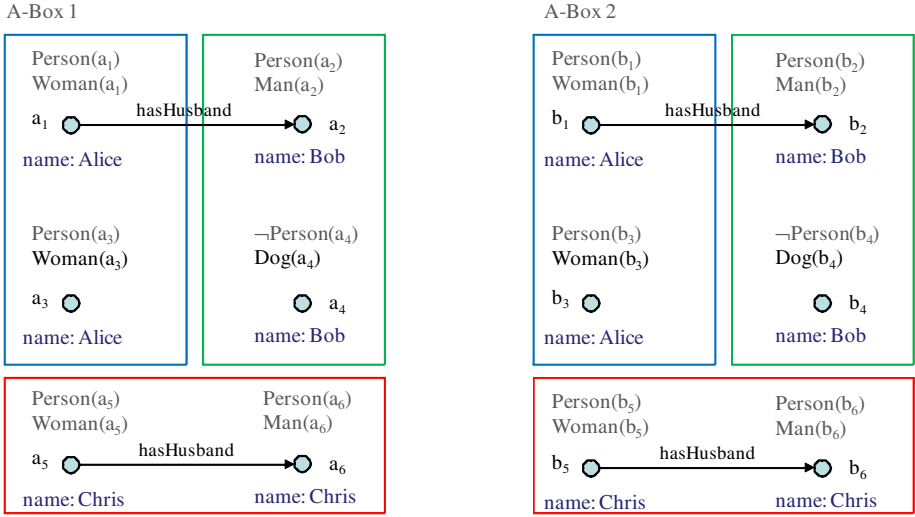 A-Box 1
Person(a₁)
Woman(a₁)
Person(a₂)
Man(a₂)
a₁
hasHusband
a₂
name: Alice
name: Bob
Person(a₃)
Woman(a₃)
¬Person(a₄)
Dog(a₄)
a₃
a₄
name: Alice
name: Bob
Person(a₅)
Woman(a₅)
Person(a₆)
Man(a₆)
a₅
hasHusband
a₆
name: Chris
name: Chris
A-Box 2
Person(b₁)
Woman(b₁)
Person(b₂)
Man(b₂)
b₁
hasHusband
b₂
name: Alice
name: Bob
Person(b₃)
Woman(b₃)
¬Person(b₄)
Dog(b₄)
b₃
b₄
name: Alice
name: Bob
Person(b₅)
Woman(b₅)
Person(b₆)
Man(b₆)
b₅
hasHusband
b₆
name: Chris
name: Chris